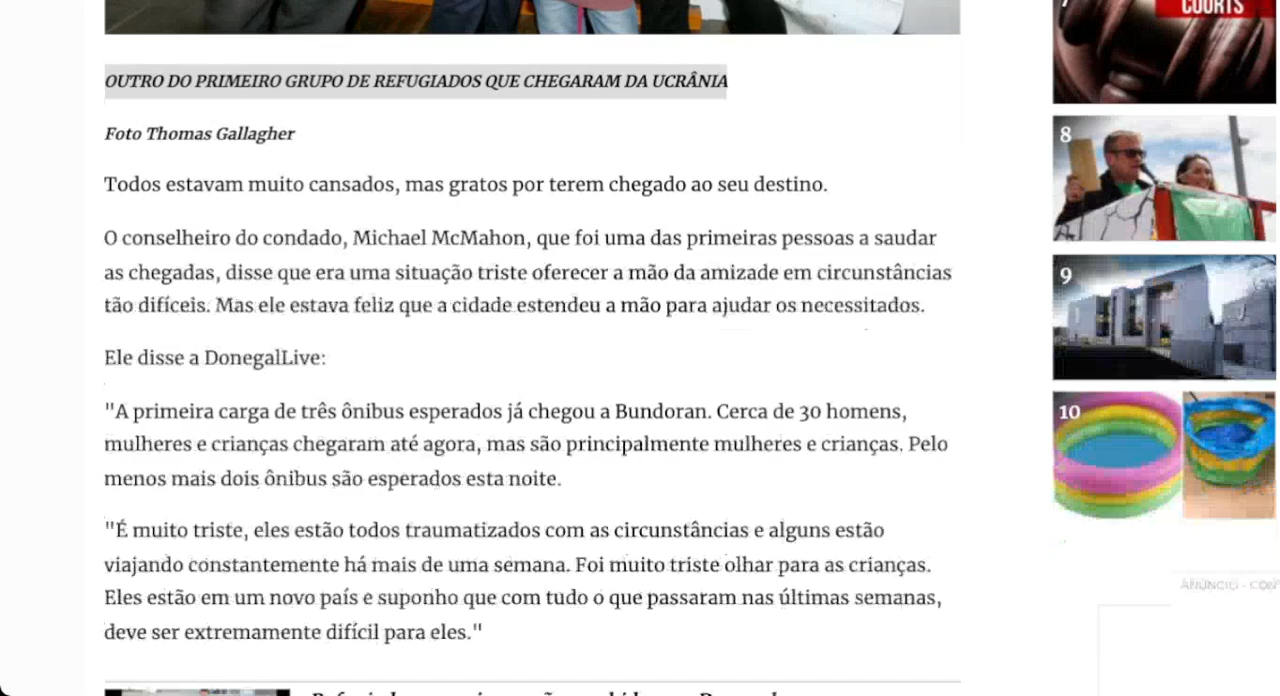 COURTS
OUTRO DO PRIMEIRO GRUPO DE REFUGIADOS QUE CHEGARAM DA UCRÂNIA
Foto Thomas Gallagher
Todos estavam muito cansados, mas gratos por terem chegado ao seu destino.
O conselheiro do condado, Michael McMahon, que foi uma das primeiras pessoas a saudar
as chegadas, disse que era uma situação triste oferecer a mão da amizade em circunstâncias
tão difíceis. Mas ele estava feliz que a cidade estendeu a mão para ajudar os necessitados.
Ele disse a DonegalLive:
"A primeira carga de três ônibus esperados já chegou a Bundoran. Cerca de 30 homens,
mulheres e crianças chegaram até agora, mas são principalmente mulheres e crianças. Pelo
menos mais dois ônibus são esperados esta noite.
"É muito triste, eles estão todos traumatizados com as circunstâncias e alguns estão
viajando constantemente há mais de uma semana. Foi muito triste olhar para as crianças.
Eles estão em um novo país e suponho que com tudo o que passaram nas últimas semanas,
deve ser extremamente difícil para eles."
8
9
10
ANÚNCIO -